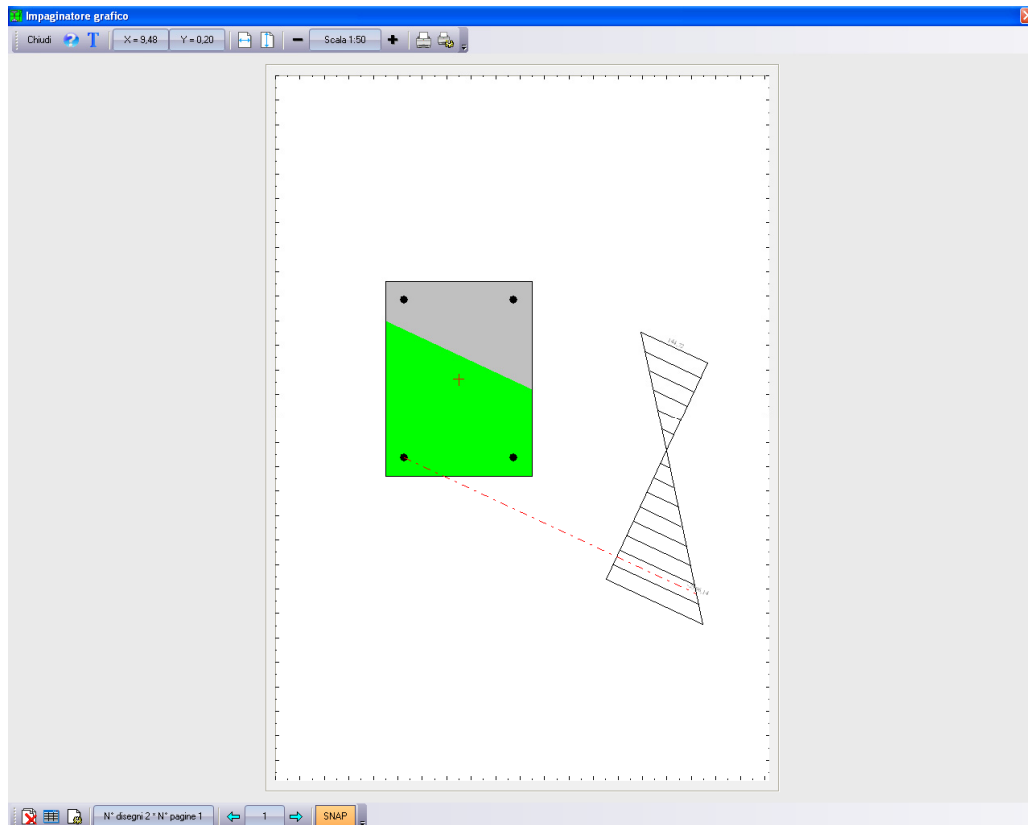 Impaginatore grafico
Chiudi T X = 9,48 Y = 0,20 Scala 1:50
N° disegni 2 * N° pagine 1 1 SNAP